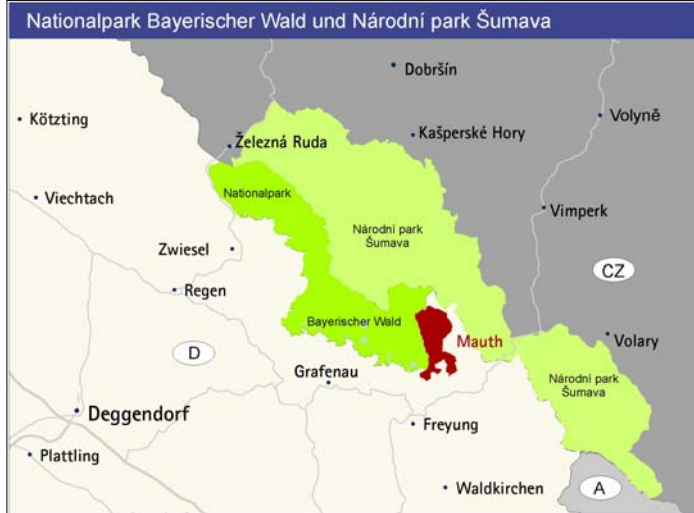 Nationalpark Bayerischer Wald und Národní park Šumava
Dobršín
Kötzting
Volyně
Železná Ruda
Kašperské Hory
Nationalpark
Viechtach
Vimperk
Národní park
Šumava
Zwiesel
CZ
Regen
Bayerischer Wald
Mauth
Volary
D
Grafenau
Národní park
Šumava
Deggendorf
Freyung
Plattling
Waldkirchen
A